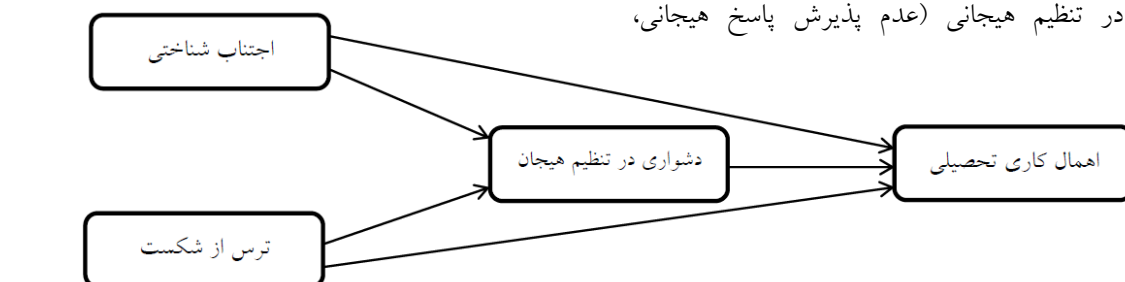 در تنظیم هیجانی (عدم پذیرش پاسخ هیجانی،
اجتناب شناختی
دشواری در تنظیم هیجان
اهمال کاری تحصیلی
ترس از شکست